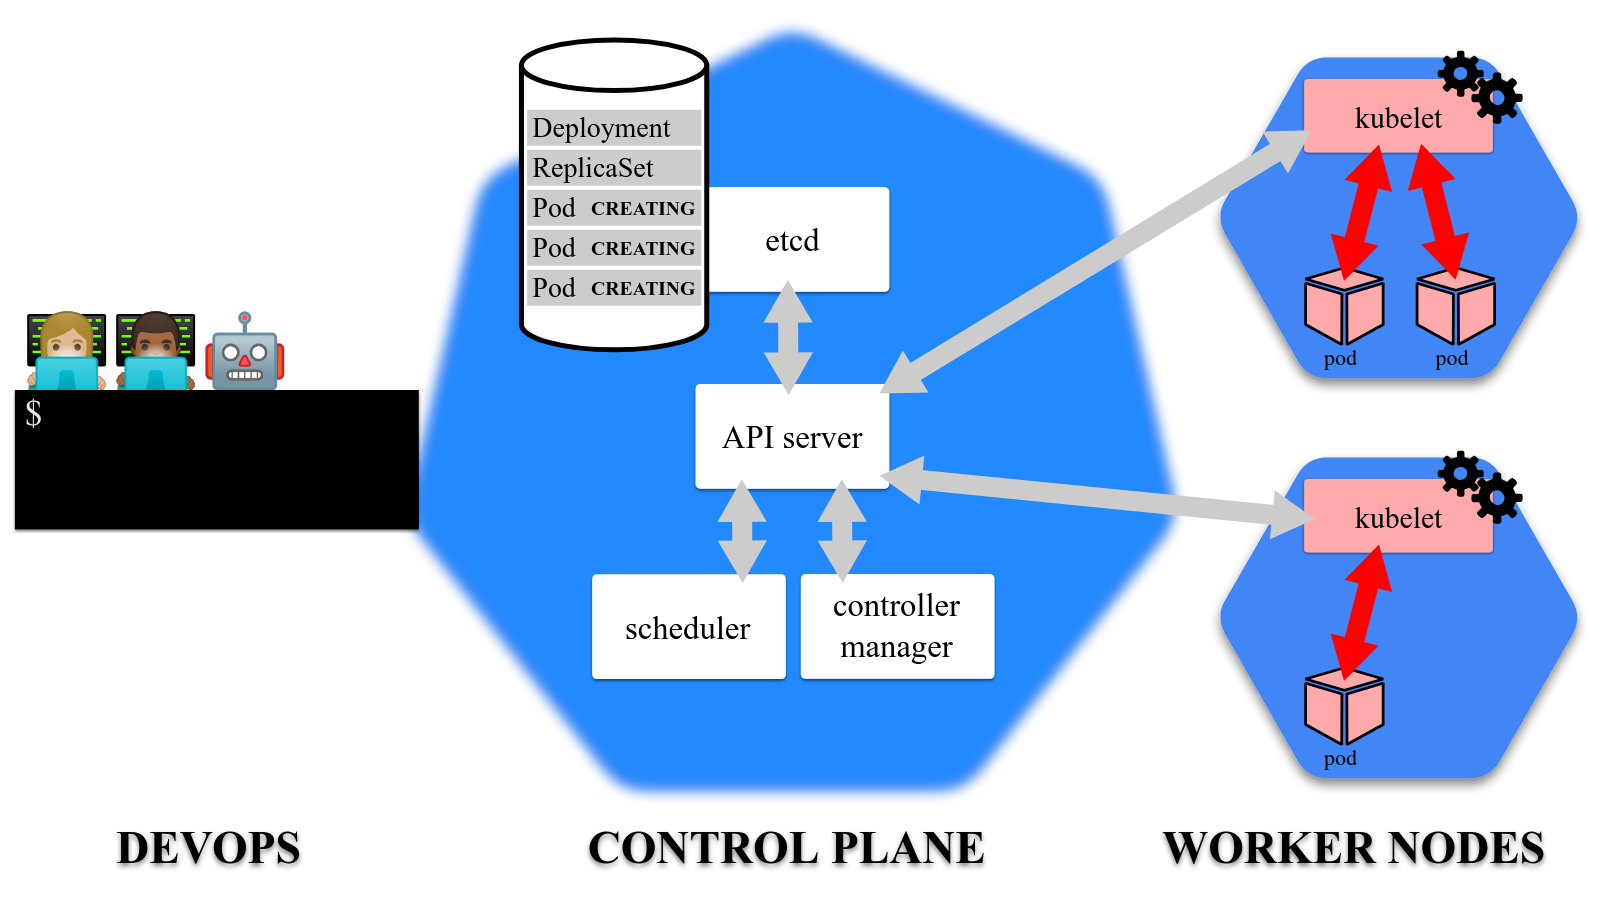 Deployment
ReplicaSet
Pod CREATING
Pod CREATING
Pod CREATING
etcd
API server
scheduler
controller
manager
$
kubelet
pod
pod
kubelet
pod
DEVOPS
CONTROL PLANE
WORKER NODES